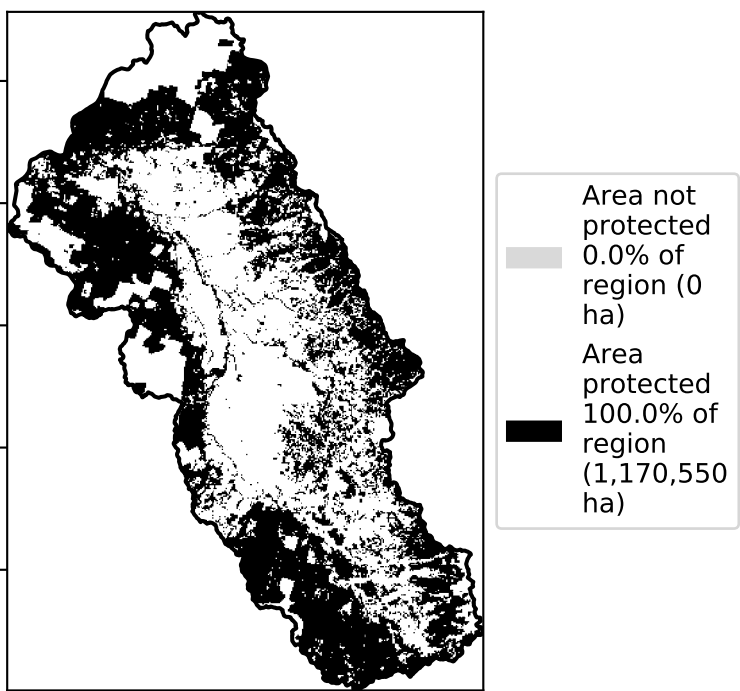 Area not
protected
0.0% of
region (0
ha)
Area
protected
100.0% of
region
(1,170,550
ha)